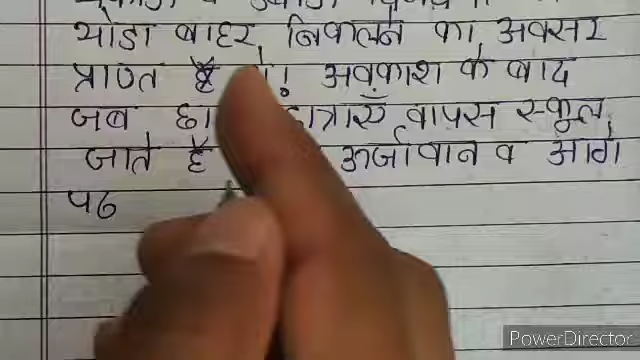 थोडा बाहर निकलने का अवसर
प्राप्त है ! अवकाश के बाद
जब वापस स्कूल
जाते है ऊर्जावान व आगे
पढ
PowerDirector